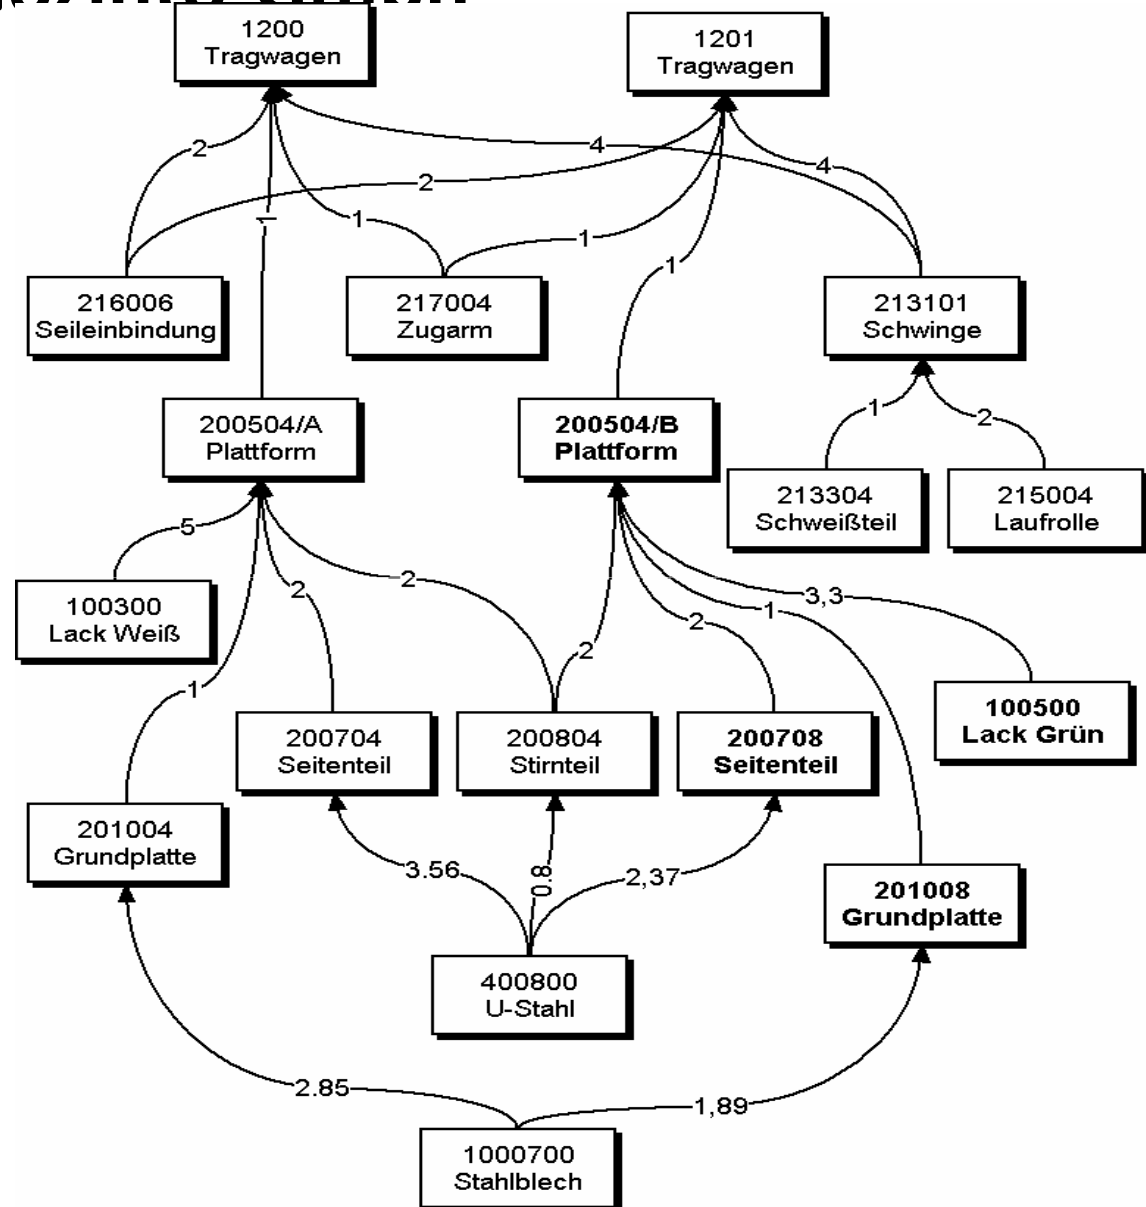 1200
Tragwagen
1201
Tragwagen
2
4
4
2
1
1
1
1
216006
Seileinbindung
217004
Zugarm
213101
Schwinge
200504/A
Plattform
200504/B
Plattform
1
2
213304
Schweißteil
215004
Laufrolle
5
2
2
3,3
1
2
2
1
100300
Lack Weiß
100500
Lack Grün
200704
Seitenteil
200804
Stirnteil
200708
Seitenteil
201004
Grundplatte
3.56
0.8
2,37
201008
Grundplatte
400800
U-Stahl
2.85
1,89
1000700
Stahlblech